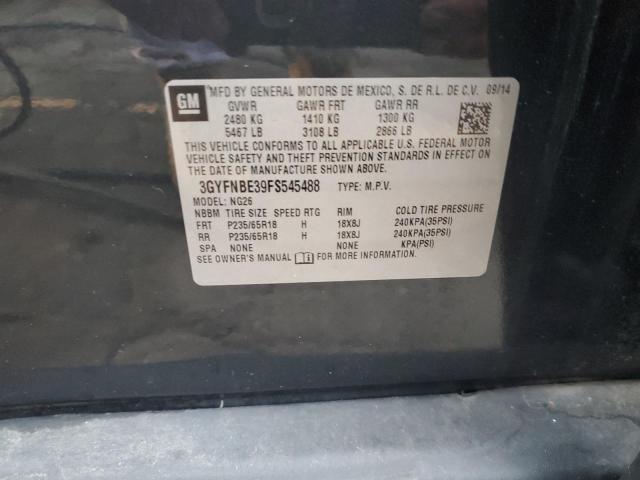 GM
MFD BY GENERAL MOTORS DE MEXICO, S. DE R.L. DE C.V. 09/14
GVWR GAWR FRT GAWR RR
2480 KG 1410 KG 1300 KG
5467 LB 3108 LB 2866 LB
THIS VEHICLE CONFORMS TO ALL APPLICABLE U.S. FEDERAL MOTOR
VEHICLE SAFETY AND THEFT PREVENTION STANDARDS IN EFFECT ON
THE DATE OF MANUFACTURE SHOWN ABOVE.
3GYFNBE39FS545488 TYPE: M.P.V.
MODEL: NG26
NBBM TIRE SIZE SPEED RTG RIM COLD TIRE PRESSURE
FRT P235/65R18 H 18X8J 240KPA(35PSI)
RR P235/65R18 H 18X8J 240KPA(35PSI)
SPA NONE NONE KPA(PSI)
SEE OWNER'S MANUAL FOR MORE INFORMATION.